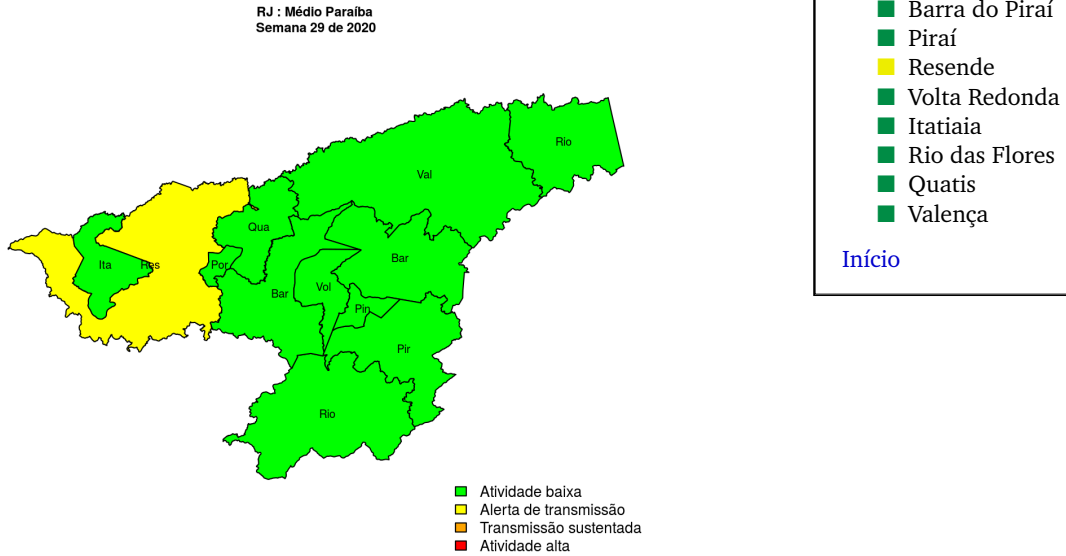 RJ : Médio Paraíba
Semana 29 de 2020
Barra do Piraí
Piraí
Resende
Volta Redonda
Itatiaia
Rio das Flores
Quatis
Valença
Início
Rio
Val
Qua
Bar
Ita
Res
Por
Vol
Bar
Pin
Pir
Rio
Atividade baixa
Alerta de transmissão
Transmissão sustentada
Atividade alta